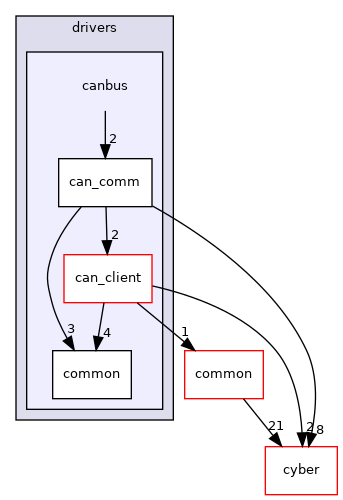 drivers
canbus
2
can_comm
2
can_client
3
4
1
common
common
21
2
8
cyber